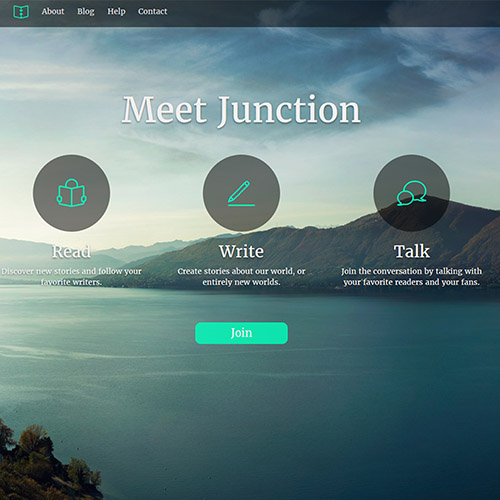 About Blog Help Contact
Meet Junction
Read
Discover new stories and follow your
favorite writers.
Write
Create stories about our world, or
entirely new worlds.
Talk
Join the conversation by talking with
your favorite readers and your fans.
Join